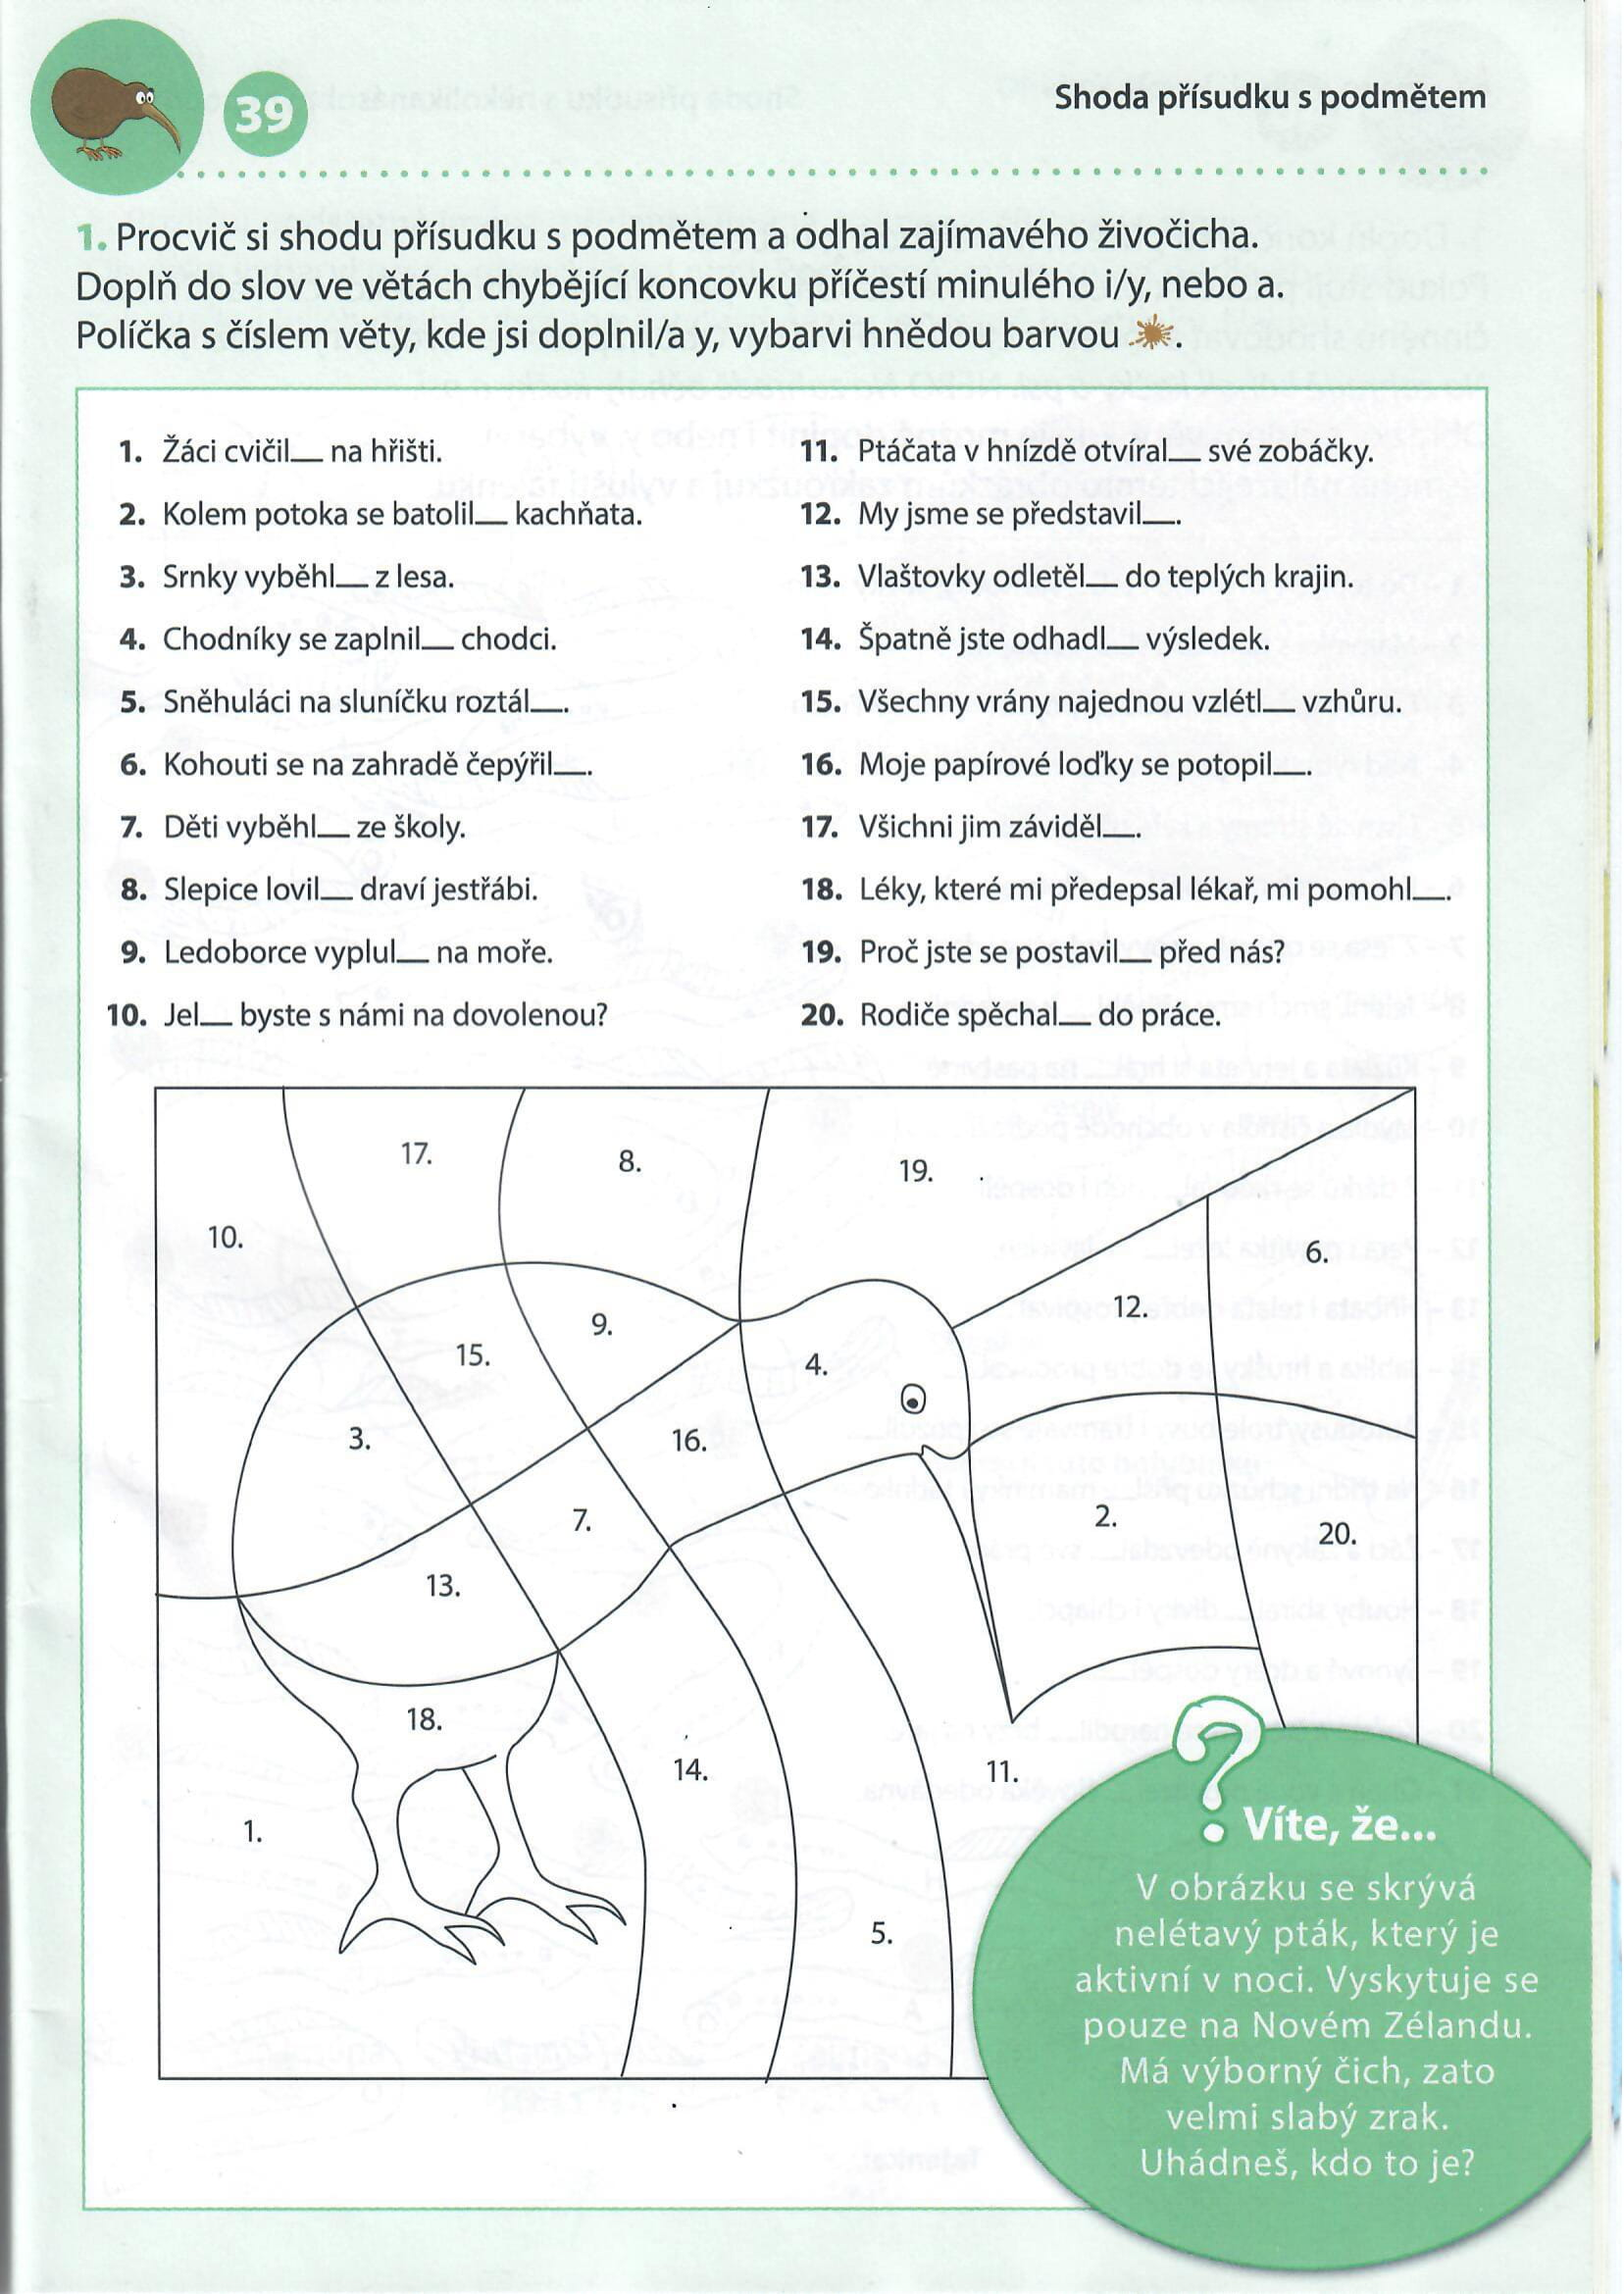 39
Shoda přísudku s podmětem
1. Procvič si shodu přísudku s podmětem a odhal zajímavého živočicha.
Doplň do slov ve větách chybějící koncovku příčestí minulého i/y, nebo a.
Políčka s číslem věty, kde jsi doplnil/a y, vybarvi hnědou barvou .
1. Žáci cvičil__ na hřišti.
2. Kolem potoka se batolil__ kachňata.
3. Srnky vyběhl__ z lesa.
4. Chodníky se zaplnil__ chodci.
5. Sněhuláci na sluníčku roztál__.
6. Kohouti se na zahradě čepýřil__.
7. Děti vyběhl__ ze školy.
8. Slepice lovil__ draví jestřábi.
9. Ledoborce vyplul__ na moře.
10. Jel__ byste s námi na dovolenou?
11. Ptáčata v hnízdě otvíral__ své zobáčky.
12. My jsme se představil__.
13. Vlaštovky odletěl__ do teplých krajin.
14. Špatně jste odhadl__ výsledek.
15. Všechny vrány najednou vzlétl__ vzhůru.
16. Moje papírové loďky se potopil__.
17. Všichni jim záviděl__.
18. Léky, které mi předepsal lékař, mi pomohl__.
19. Proč jste se postavil__ před nás?
20. Rodiče spěchal__ do práce.
17.
8.
19.
10.
6.
12.
9.
15.
4.
3.
16.
7.
2.
20.
13.
18.
14.
11.
1.
5.
? Víte, že...
V obrázku se skrývá
nelétavý pták, který je
aktivní v noci. Vyskytuje se
pouze na Novém Zélandu.
Má výborný čich, zato
velmi slabý zrak.
Uhádneš, kdo to je?